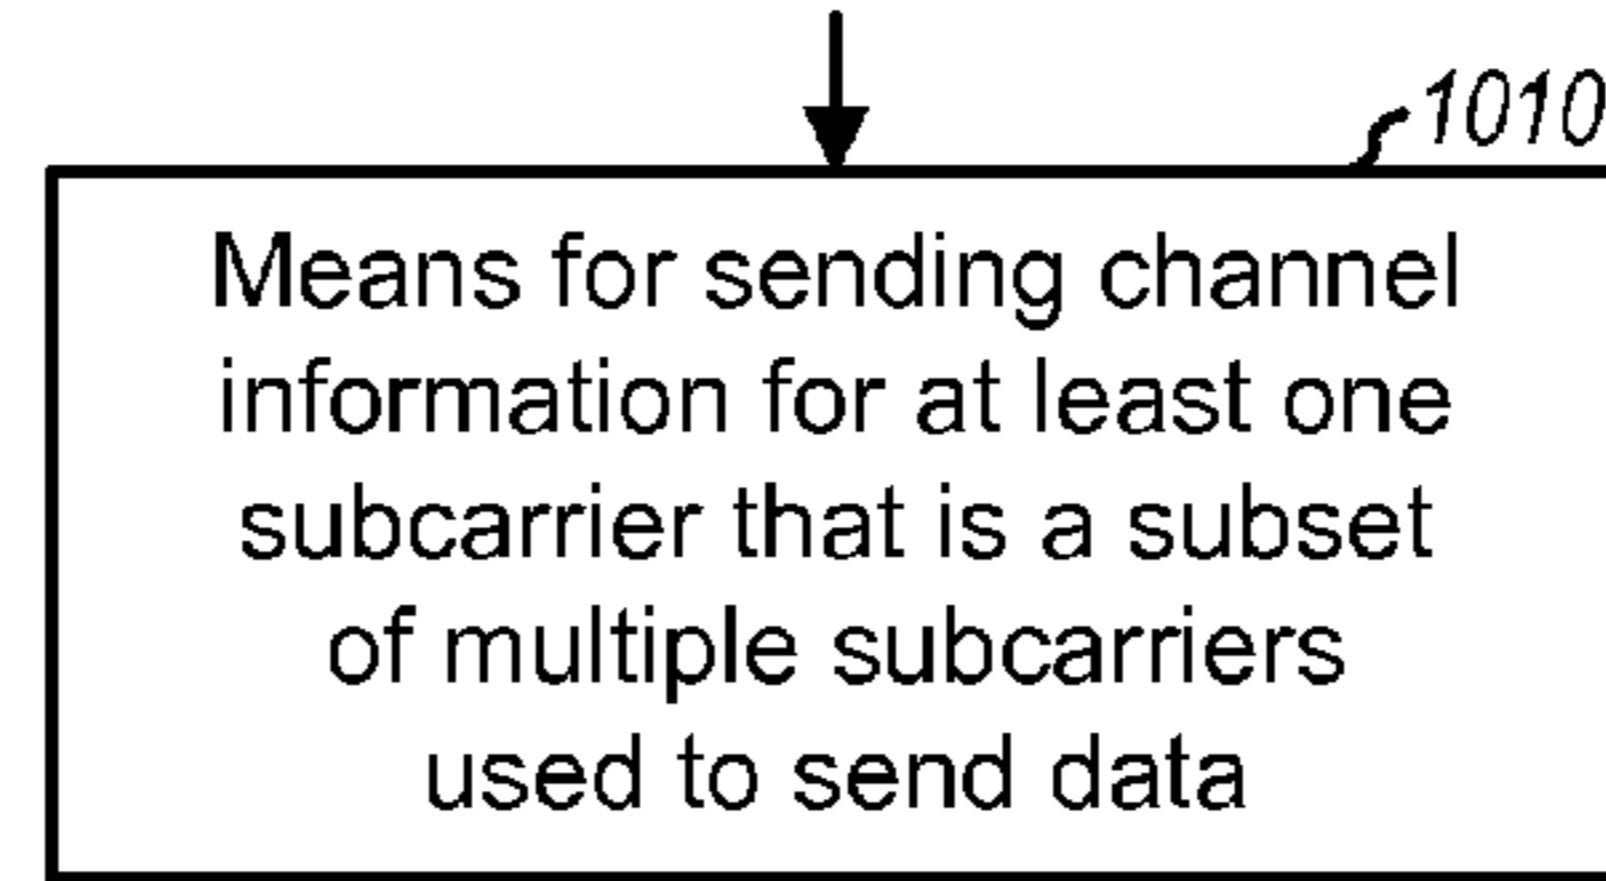 1010
Means for sending channel
information for at least one
subcarrier that is a subset
of multiple subcarriers
used to send data